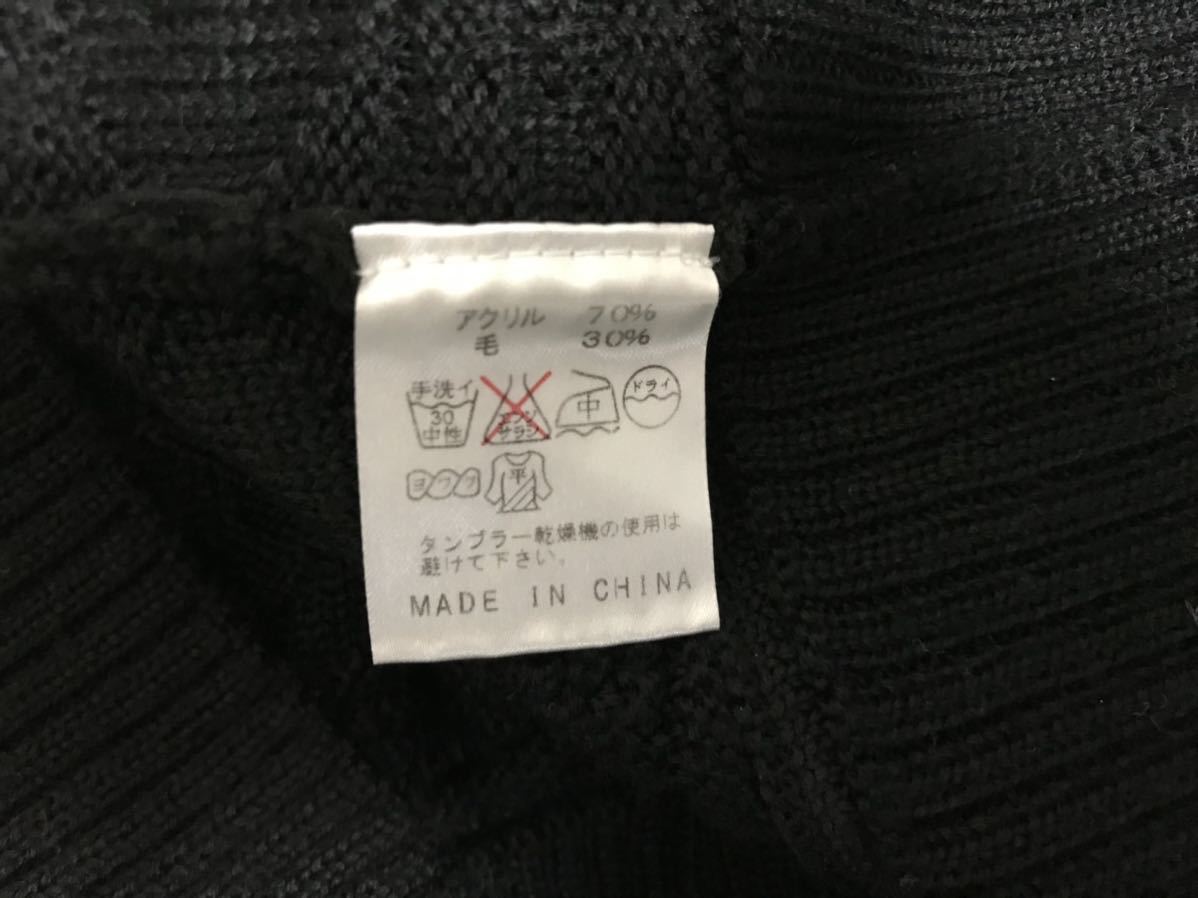 アクリル 70%
毛 30%
手洗イ
30
中性
エンソ
サラシ
中
ドライ
ヨワク
平
タンブラー乾燥機の使用は
避けて下さい。
MADE IN CHINA